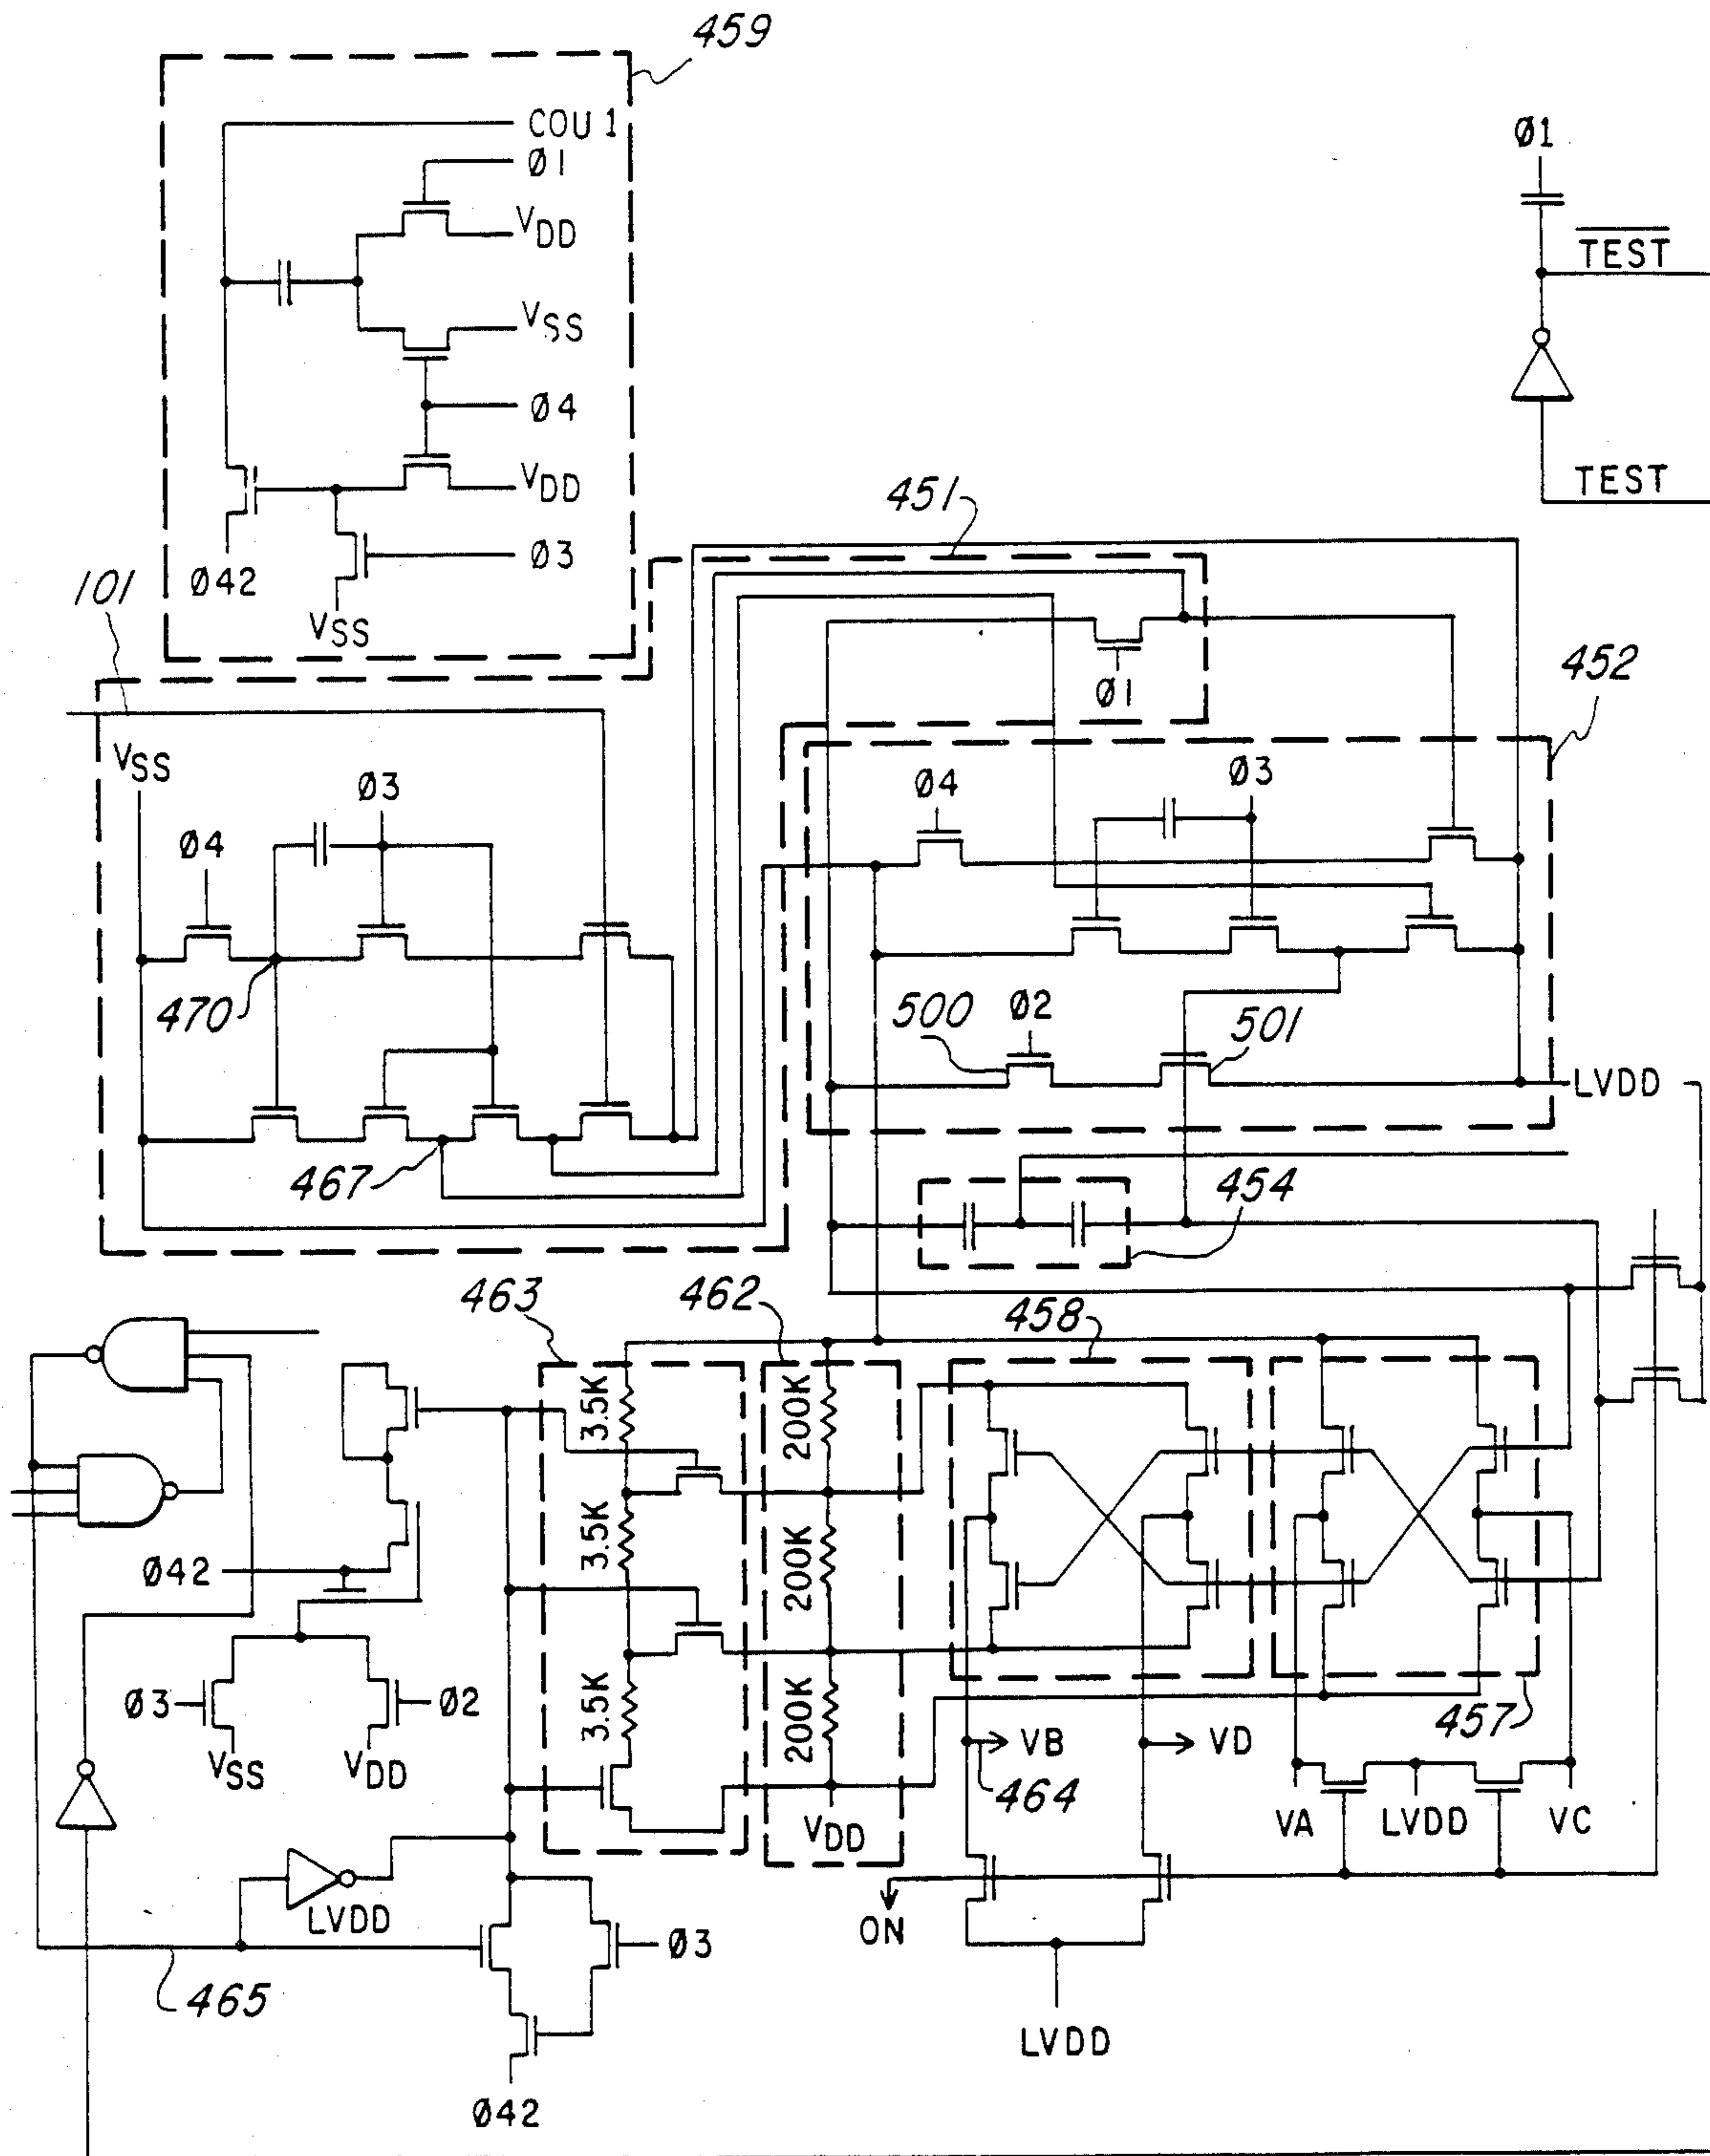 459
COU 1
Ø1
VDD
VSS
Ø4
VDD
Ø3
Ø42
VSS
Ø1
TEST
TEST
451
101
Ø1
452
VSS
Ø3
Ø4
Ø4
Ø3
470
500
Ø2
501
LVDD
467
454
463
462
458
3.5K
200K
3.5K
200K
Ø42
3.5K
200K
Ø3
Ø2
VSS
VDD
457
VB
VD
464
VDD
VA
LVDD
VC
LVDD
ON
Ø3
465
LVDD
Ø42